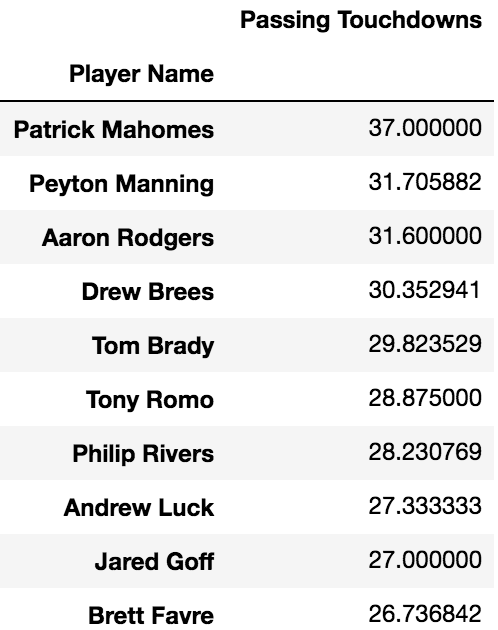 Passing Touchdowns
Player Name
Patrick Mahomes 37.000000
Peyton Manning 31.705882
Aaron Rodgers 31.600000
Drew Brees 30.352941
Tom Brady 29.823529
Tony Romo 28.875000
Philip Rivers 28.230769
Andrew Luck 27.333333
Jared Goff 27.000000
Brett Favre 26.736842